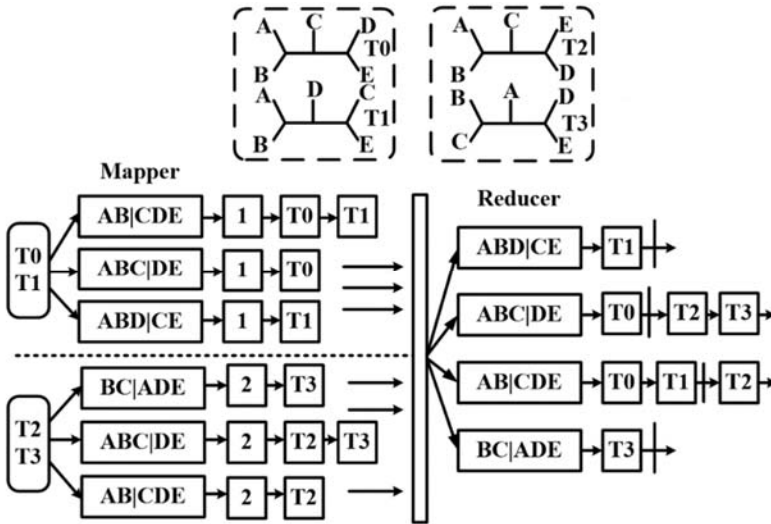 A C D T0 B E
A D C T1 B E
A C E T2 B D
B A D T3 C E
Mapper
Reducer
T0
T1
AB|CDE 1 T0 T1
ABC|DE 1 T0
ABD|CE 1 T1
T2
T3
BC|ADE 2 T3
ABC|DE 2 T2 T3
AB|CDE 2 T2
ABD|CE T1
ABC|DE T0 T2 T3
AB|CDE T0 T1 T2
BC|ADE T3